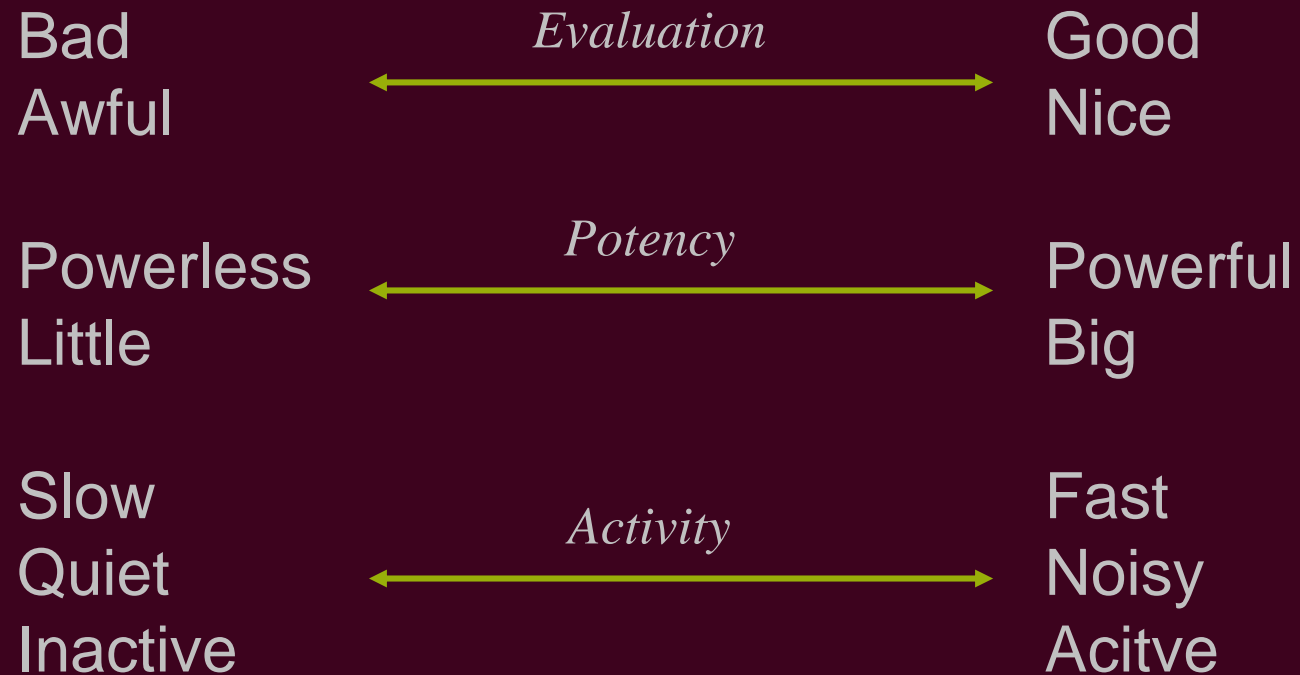 Bad Evaluation Good
Awful Nice
Powerless Potency Powerful
Little Big
Slow Fast
Quiet Activity Noisy
Inactive Acitve